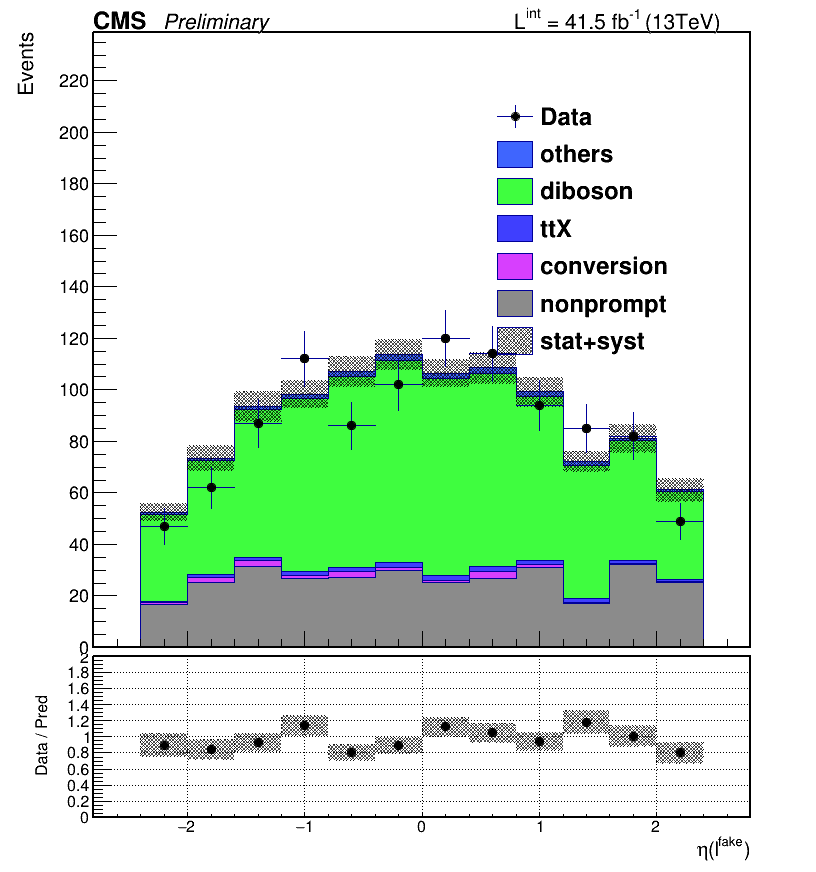 CMS Preliminary L^int = 41.5 fb^-1 (13TeV)
Events
220
200
180
160
140
120
100
80
60
40
20
0
Data
others
diboson
ttX
conversion
nonprompt
stat+syst
Data / Pred
2
1.8
1.6
1.4
1.2
1
0.8
0.6
0.4
0.2
0
−2 −1 0 1 2
η(l^fake)